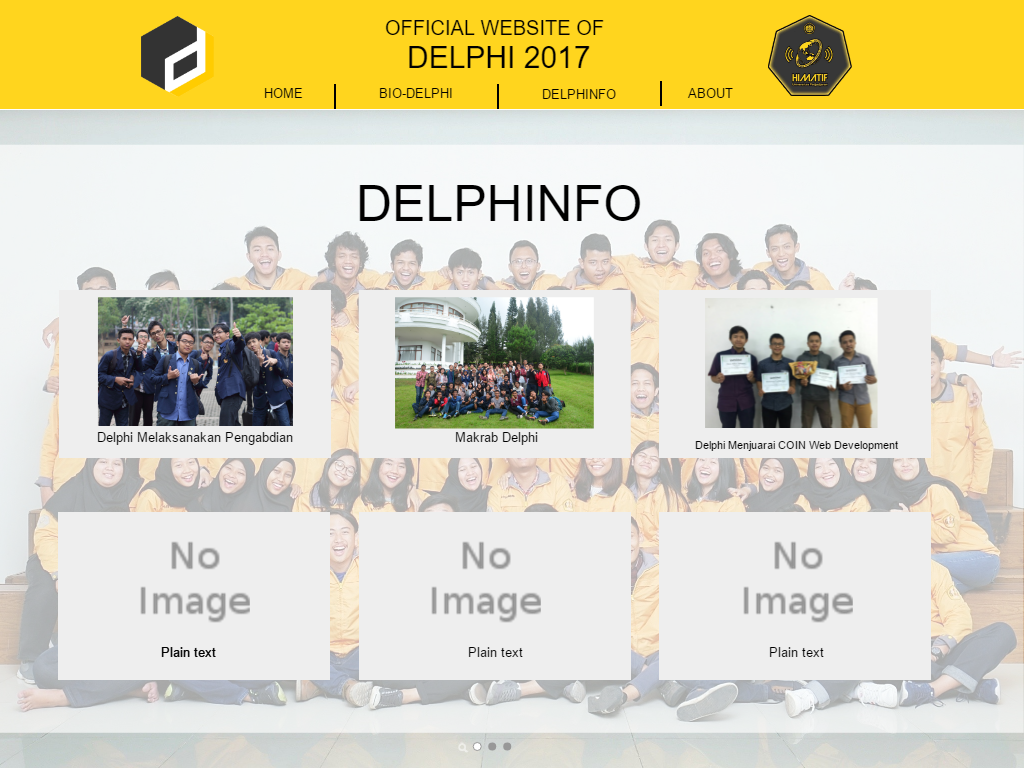 OFFICIAL WEBSITE OF
DELPHI 2017
HIMATIF
HOME
BIO-DELPHI
DELPHINFO
ABOUT
DELPHINFO
Delphi Melaksanakan Pengabdian
Makrab Delphi
Delphi Menjuarai COIN Web Development
No
Image
No
Image
No
Image
Plain text
Plain text
Plain text